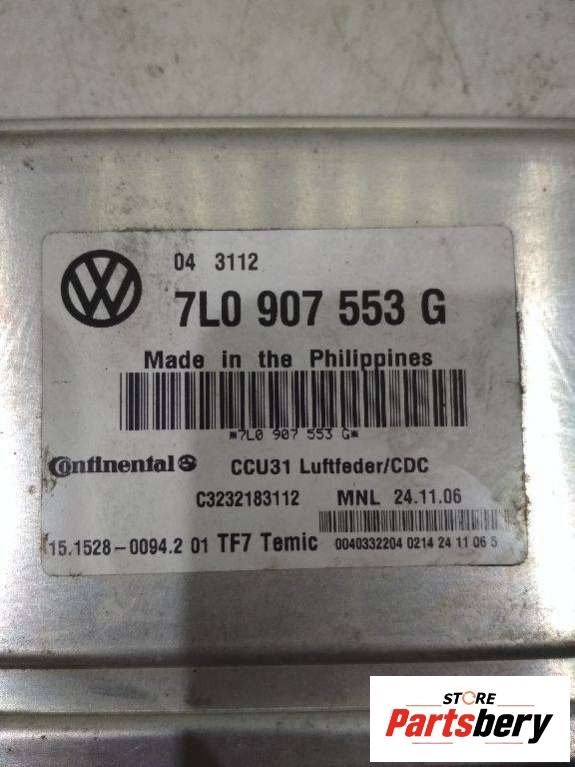 04 3112
7L0 907 553 G
Made in the Philippines
*7L0 907 553 G*
Continental CCU31 Luftfeder/CDC
C3232183112 MNL 24.11.06
15.1528-0094.2 01 TF7 Temic 0040332204 0214 24 11 06 5
STORE
Partsbery